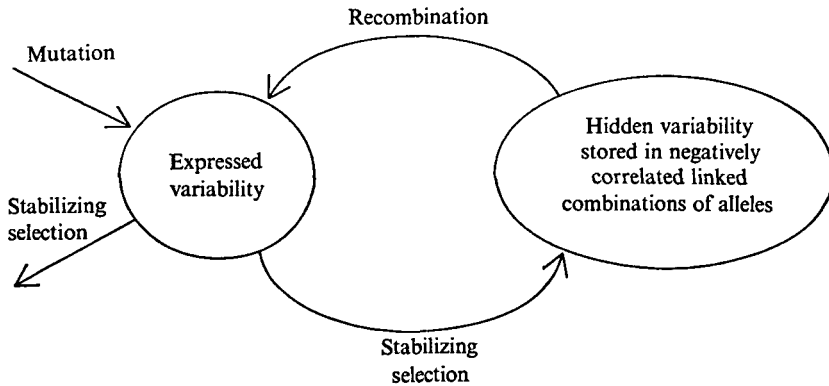 Recombination
Mutation
Expressed
variability
Hidden variability
stored in negatively
correlated linked
combinations of alleles
Stabilizing
selection
Stabilizing
selection